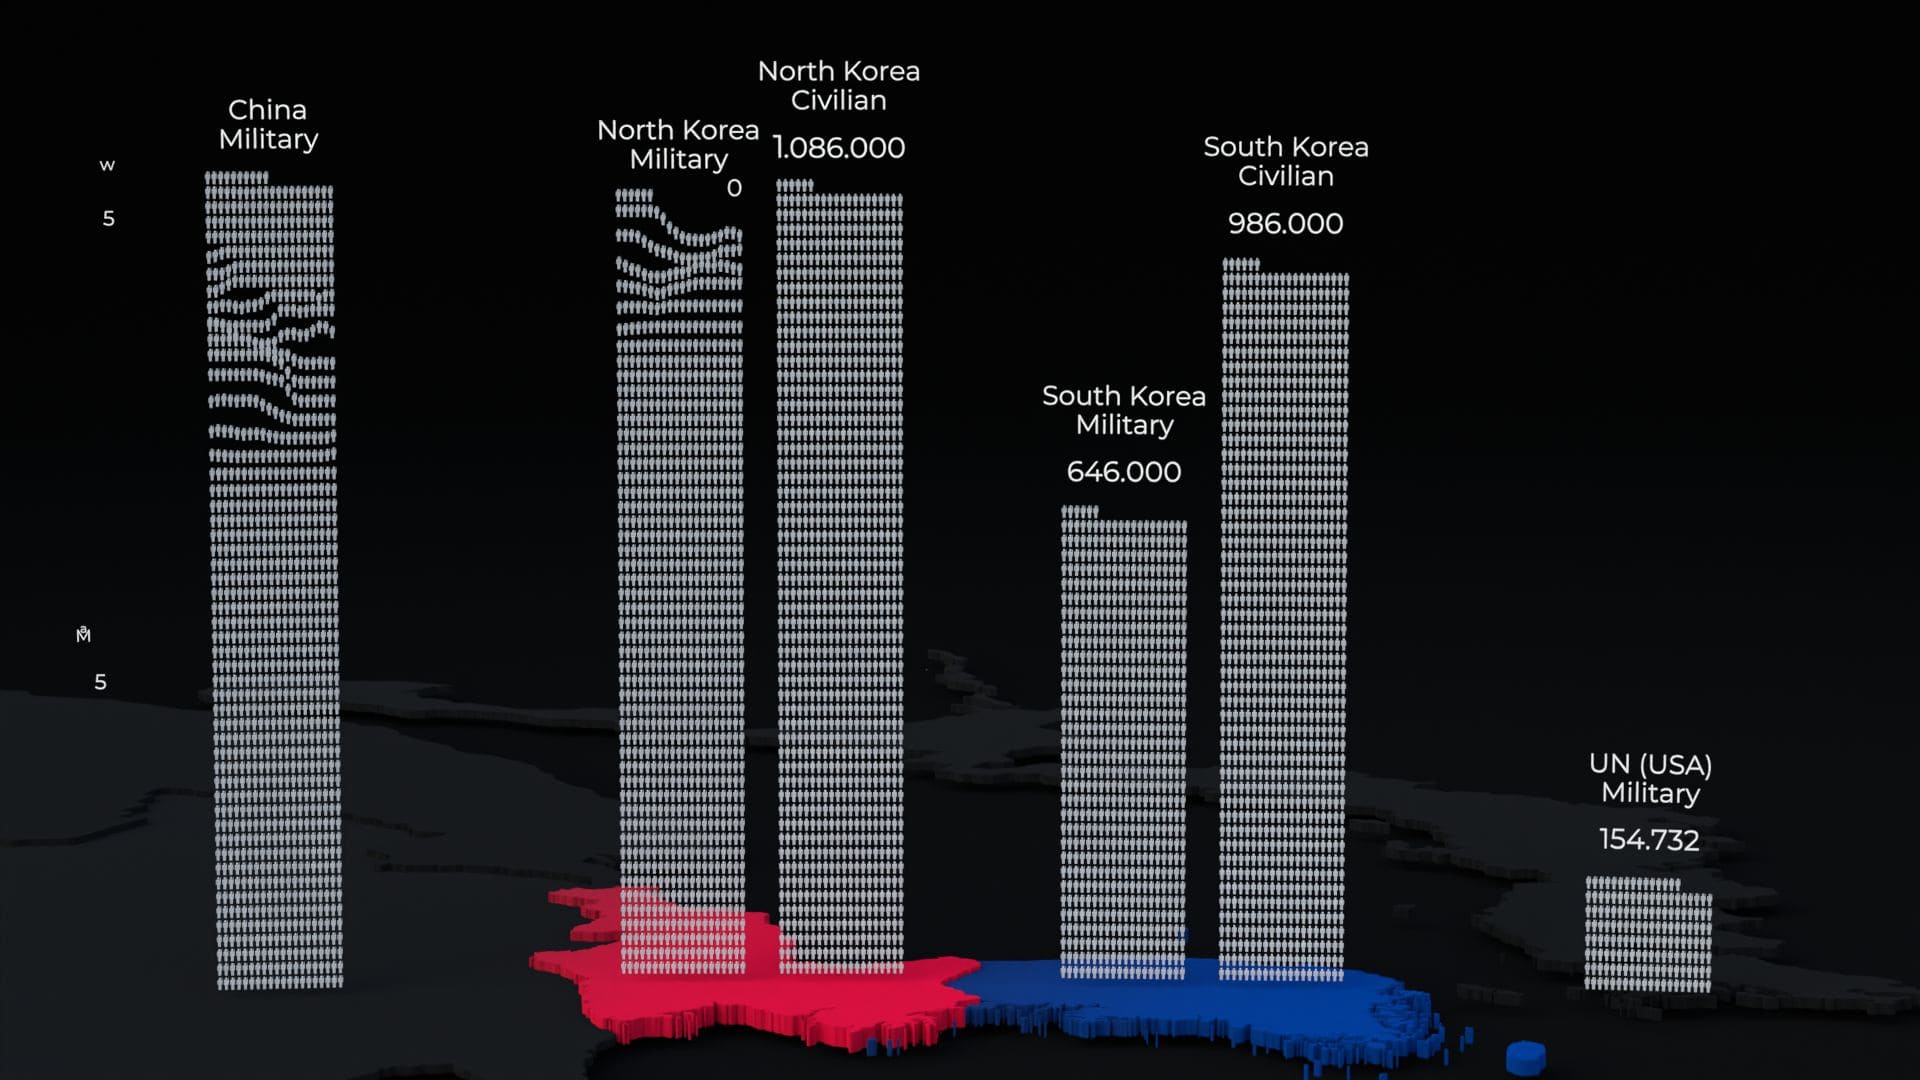 China
Military
w
5
North Korea
Military
0
North Korea
Civilian
1.086.000
South Korea
Military
646.000
South Korea
Civilian
986.000
UN (USA)
Military
154.732
5